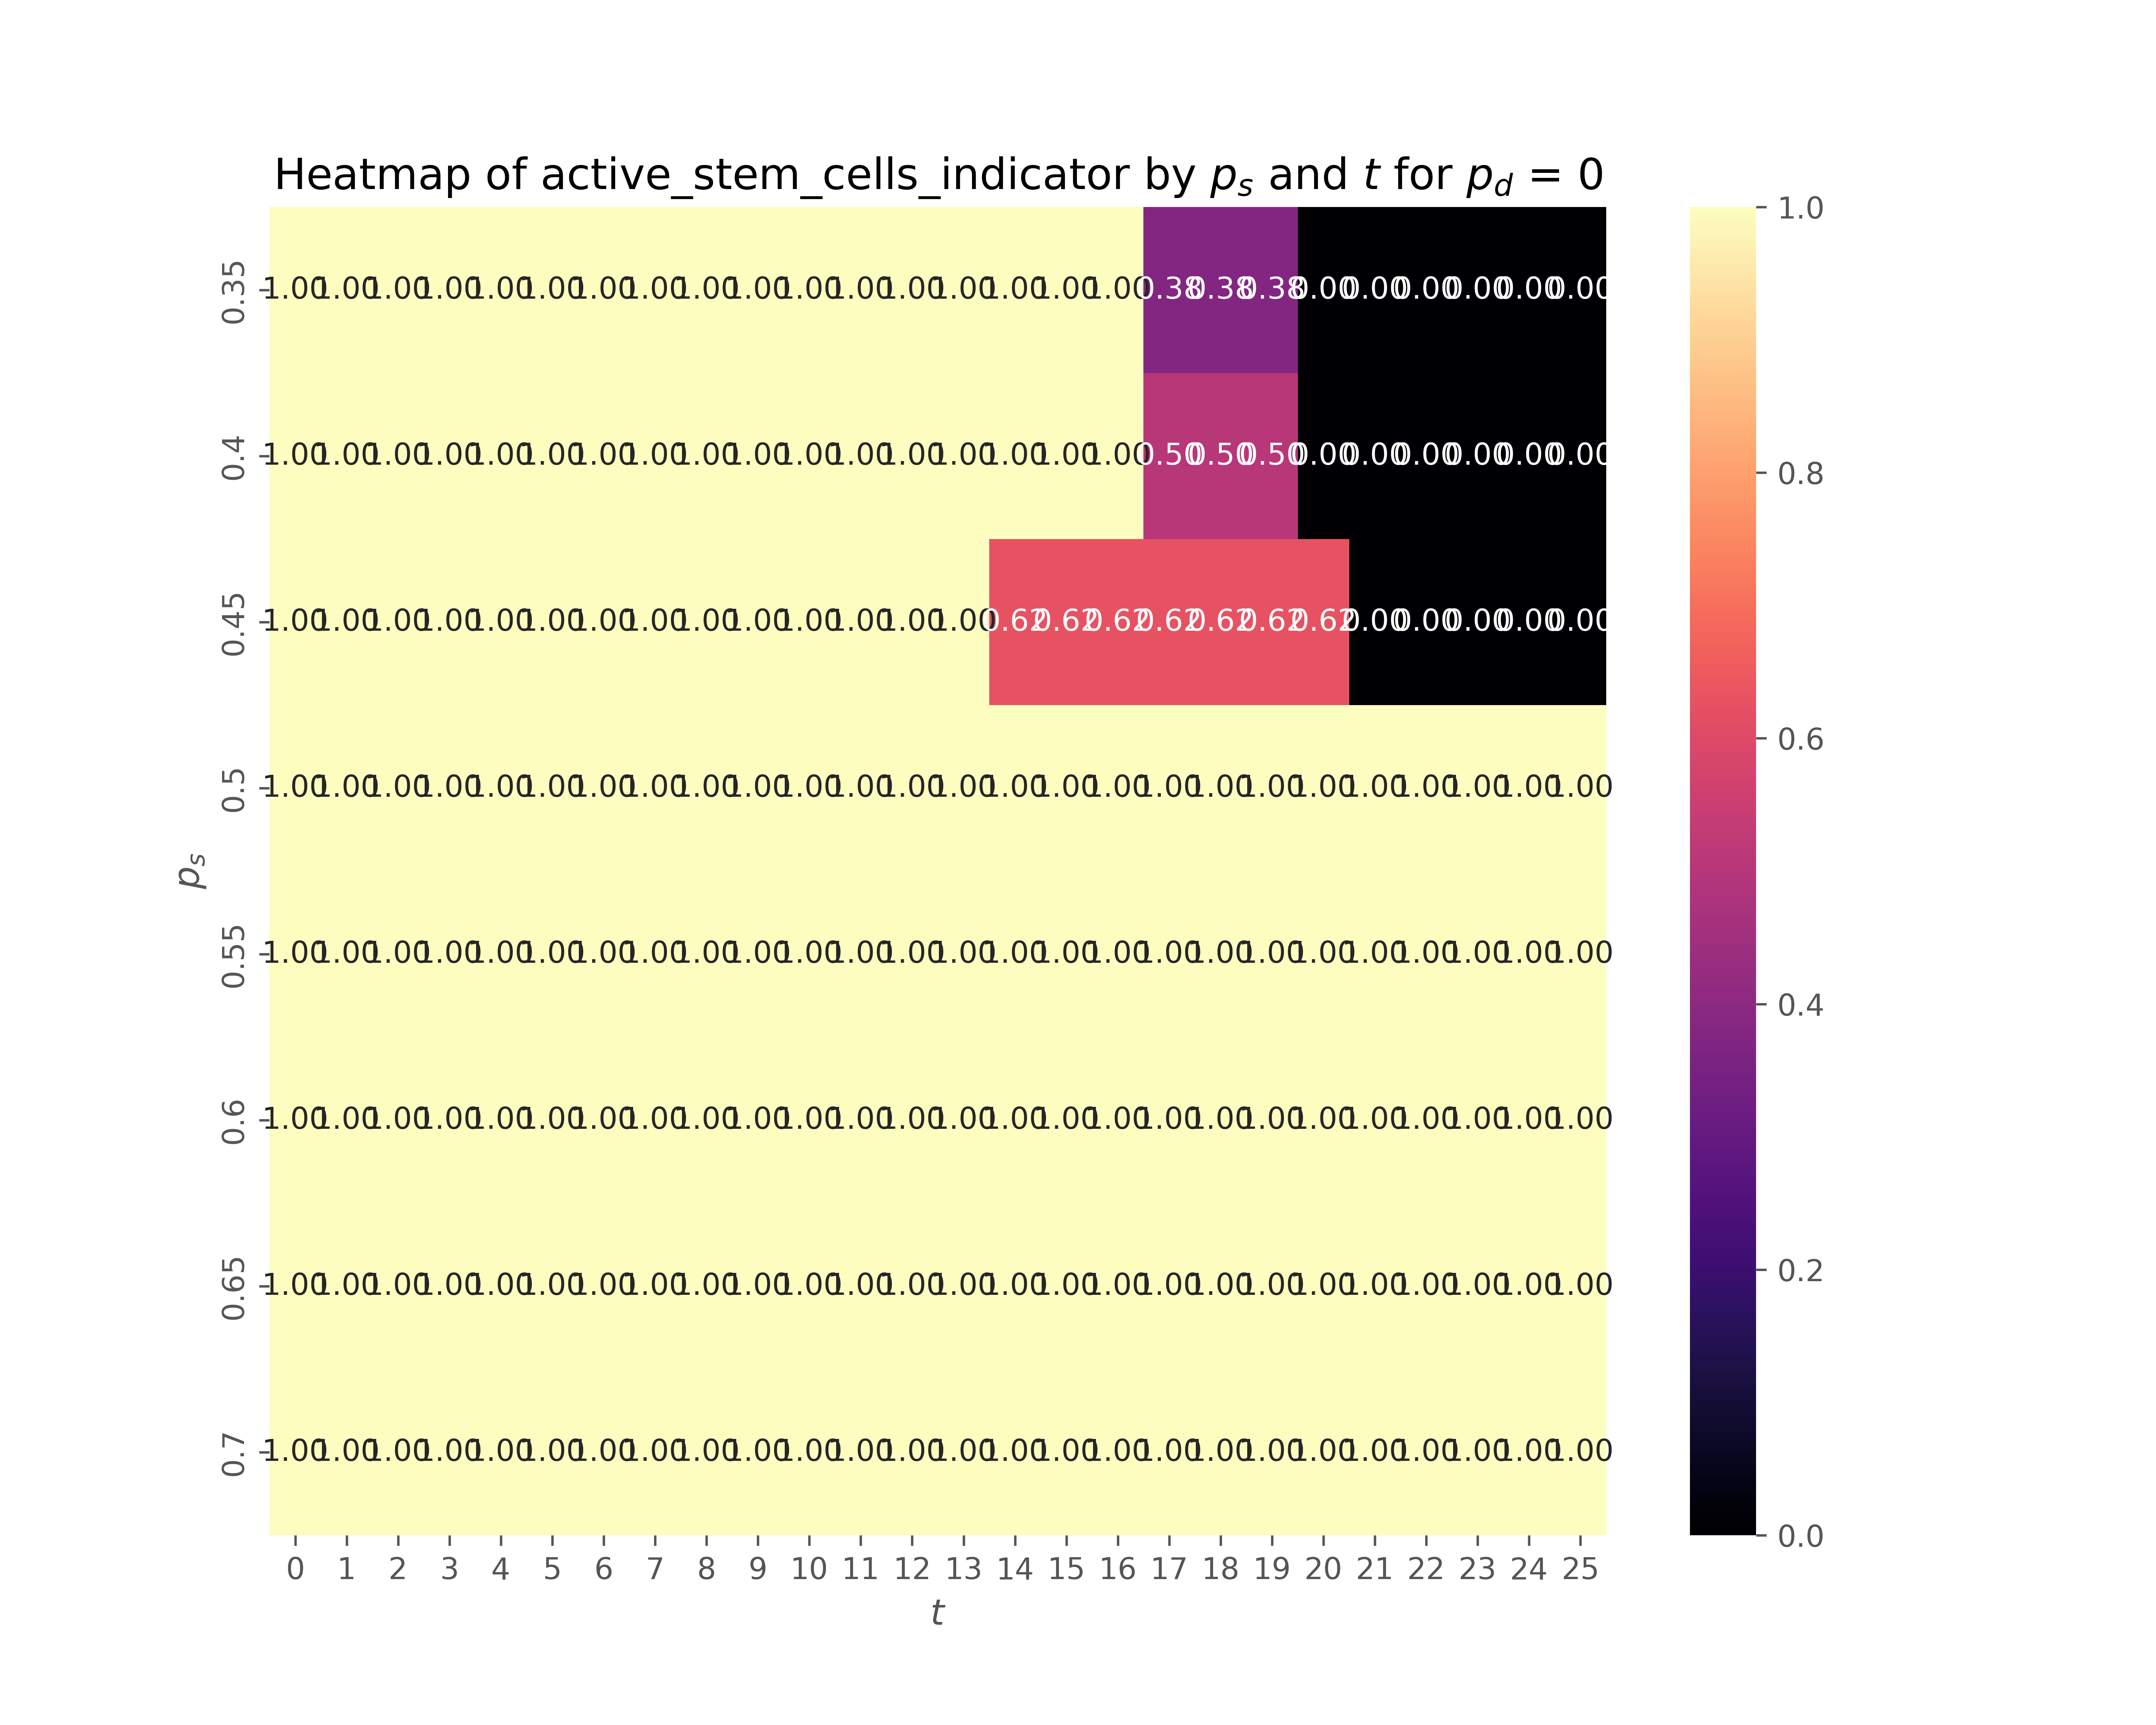 Heatmap of active_stem_cells_indicator by pₛ and t for p_d = 0
0.35 1.00 1.00 1.00 1.00 1.00 1.00 1.00 1.00 1.00 1.00 1.00 1.00 1.00 1.00 1.00 1.00 1.00 0.38 0.38 0.38 0.00 0.00 0.00 0.00 0.00 0.00
0.4 1.00 1.00 1.00 1.00 1.00 1.00 1.00 1.00 1.00 1.00 1.00 1.00 1.00 1.00 1.00 1.00 1.00 0.50 0.50 0.50 0.00 0.00 0.00 0.00 0.00 0.00
0.45 1.00 1.00 1.00 1.00 1.00 1.00 1.00 1.00 1.00 1.00 1.00 1.00 1.00 1.00 0.62 0.62 0.62 0.62 0.62 0.62 0.62 0.00 0.00 0.00 0.00 0.00
0.5 1.00 1.00 1.00 1.00 1.00 1.00 1.00 1.00 1.00 1.00 1.00 1.00 1.00 1.00 1.00 1.00 1.00 1.00 1.00 1.00 1.00 1.00 1.00 1.00 1.00 1.00
0.55 1.00 1.00 1.00 1.00 1.00 1.00 1.00 1.00 1.00 1.00 1.00 1.00 1.00 1.00 1.00 1.00 1.00 1.00 1.00 1.00 1.00 1.00 1.00 1.00 1.00 1.00
0.6 1.00 1.00 1.00 1.00 1.00 1.00 1.00 1.00 1.00 1.00 1.00 1.00 1.00 1.00 1.00 1.00 1.00 1.00 1.00 1.00 1.00 1.00 1.00 1.00 1.00 1.00
0.65 1.00 1.00 1.00 1.00 1.00 1.00 1.00 1.00 1.00 1.00 1.00 1.00 1.00 1.00 1.00 1.00 1.00 1.00 1.00 1.00 1.00 1.00 1.00 1.00 1.00 1.00
0.7 1.00 1.00 1.00 1.00 1.00 1.00 1.00 1.00 1.00 1.00 1.00 1.00 1.00 1.00 1.00 1.00 1.00 1.00 1.00 1.00 1.00 1.00 1.00 1.00 1.00 1.00
0 1 2 3 4 5 6 7 8 9 10 11 12 13 14 15 16 17 18 19 20 21 22 23 24 25
t
pₛ
1.0
0.8
0.6
0.4
0.2
0.0